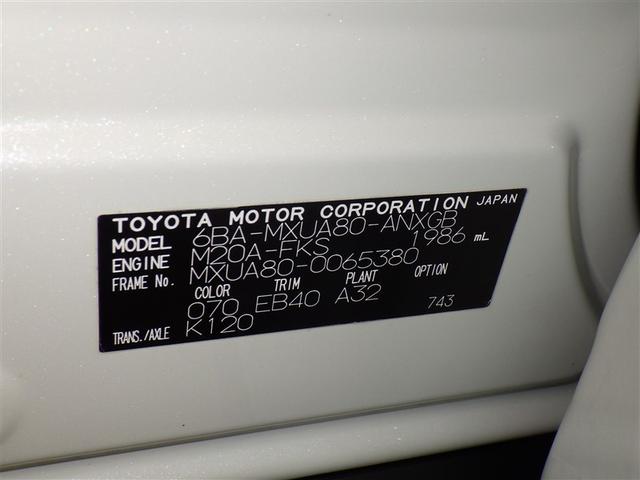 TOYOTA MOTOR CORPORATION JAPAN
MODEL 6BA-MXUA80-ANXGB
ENGINE M20A-FKS 1986 mL
FRAME No. MXUA80-0065380
COLOR TRIM PLANT OPTION
070 EB40 A32 743
TRANS./AXLE K120